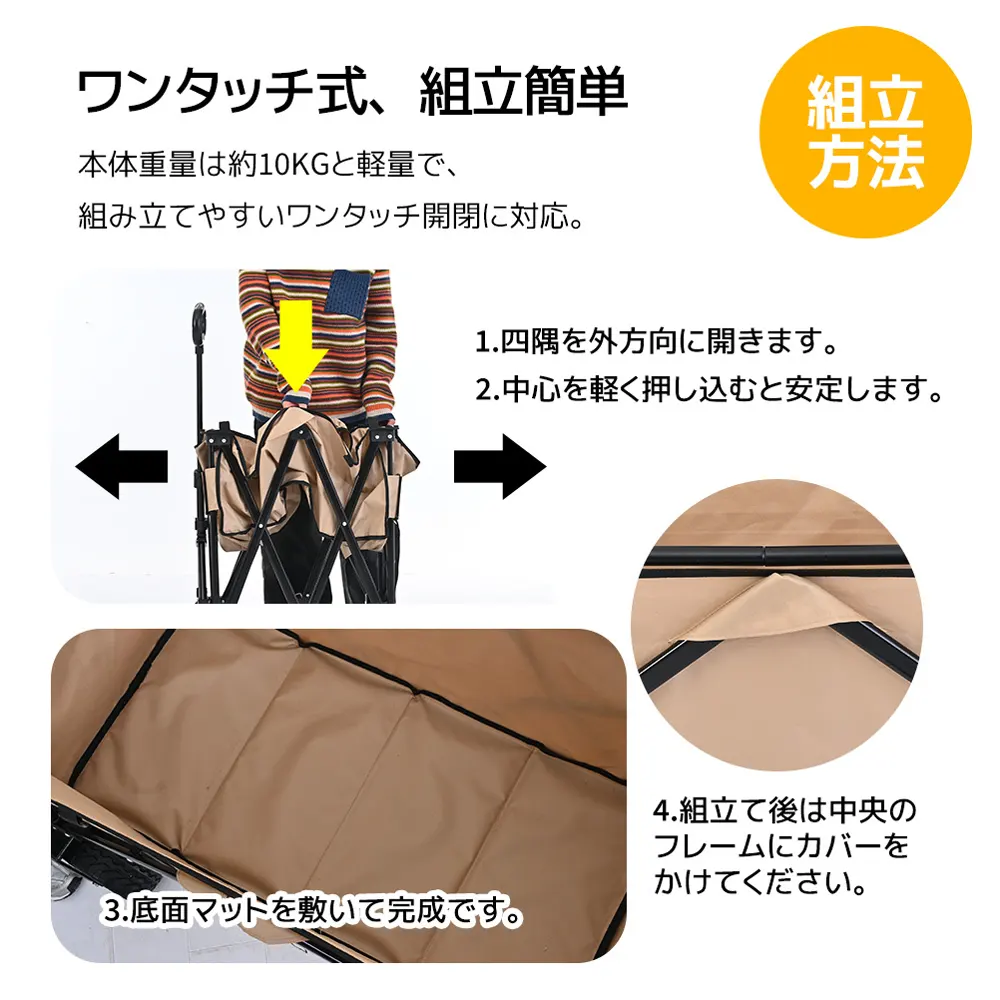 ワンタッチ式、組立簡単
組立
方法
本体重量は約10KGと軽量で、
組み立てやすいワンタッチ開閉に対応。
1.四隅を外方向に開きます。
2.中心を軽く押し込むと安定します。
3.底面マットを敷いて完成です。
4.組立て後は中央の
フレームにカバーを
かけてください。